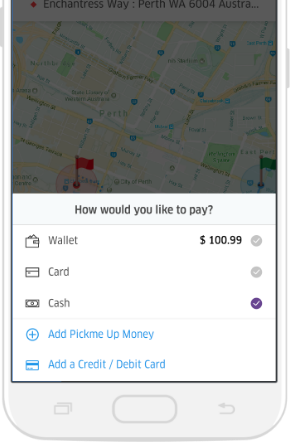 Enchantress Way : Perth WA 6004 Austra...
Perth
City of Perth
How would you like to pay?
Wallet $ 100.99
Card
Cash
Add Pickme Up Money
Add a Credit / Debit Card